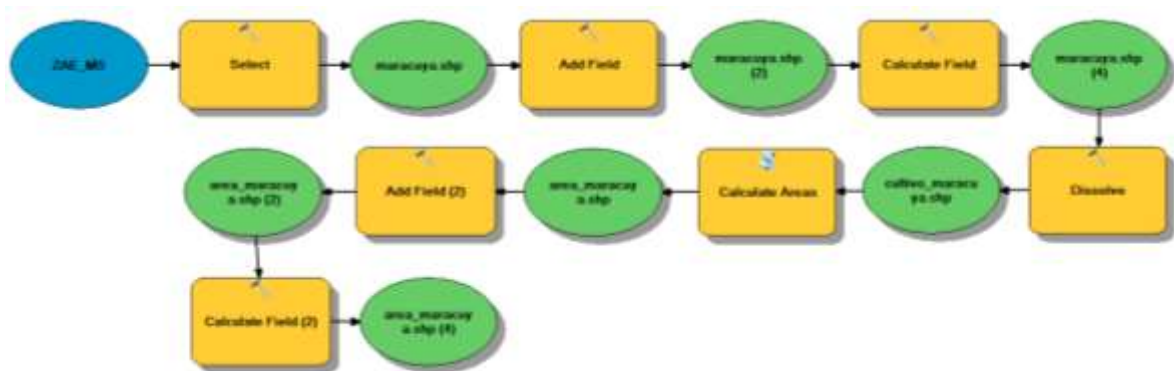 ZAE_MD
Select
maracuya.shp
Add Field
maracuya.shp
(2)
Calculate Field
maracuya.shp
(4)
Dissolve
cultivo_maracu
ya.shp
Calculate Areas
area_maracuy
a.shp
Add Field (2)
area_maracuy
a.shp (2)
Calculate Field (2)
area_maracuy
a.shp (4)